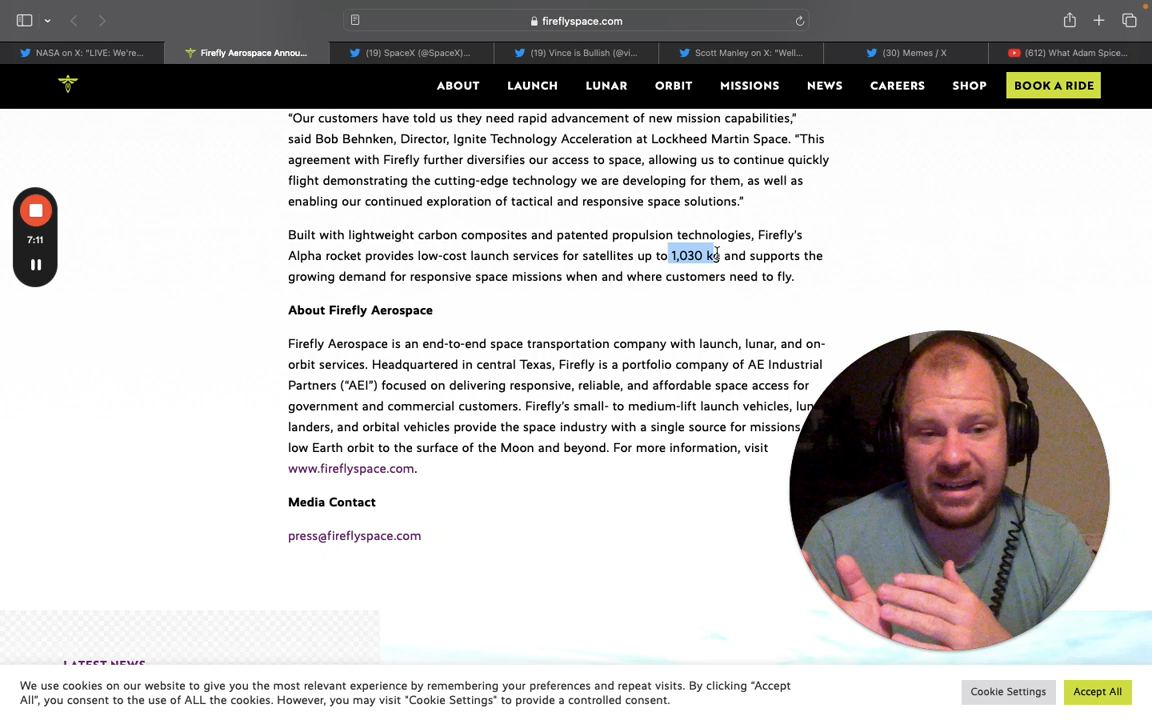 fireflyspace.com
NASA on X: "LIVE: We're...
Firefly Aerospace Annou...
(19) SpaceX (@SpaceX)...
(19) Vince is Bullish (@vi...
Scott Manley on X: "Well...
(30) Memes / X
(612) What Adam Spice...
ABOUT
LAUNCH
LUNAR
ORBIT
MISSIONS
NEWS
CAREERS
SHOP
BOOK A RIDE
“Our customers have told us they need rapid advancement of new mission capabilities,”
said Bob Behnken, Director, Ignite Technology Acceleration at Lockheed Martin Space. “This
agreement with Firefly further diversifies our access to space, allowing us to continue quickly
flight demonstrating the cutting-edge technology we are developing for them, as well as
enabling our continued exploration of tactical and responsive space solutions.”
Built with lightweight carbon composites and patented propulsion technologies, Firefly’s
Alpha rocket provides low-cost launch services for satellites up to 1,030 kg and supports the
growing demand for responsive space missions when and where customers need to fly.
7:11
About Firefly Aerospace
Firefly Aerospace is an end-to-end space transportation company with launch, lunar, and on-
orbit services. Headquartered in central Texas, Firefly is a portfolio company of AE Industrial
Partners (“AEI”) focused on delivering responsive, reliable, and affordable space access for
government and commercial customers. Firefly’s small- to medium-lift launch vehicles, lun
landers, and orbital vehicles provide the space industry with a single source for missions
low Earth orbit to the surface of the Moon and beyond. For more information, visit
www.fireflyspace.com.
Media Contact
press@fireflyspace.com
LATEST NEWS
We use cookies on our website to give you the most relevant experience by remembering your preferences and repeat visits. By clicking “Accept
All”, you consent to the use of ALL the cookies. However, you may visit "Cookie Settings" to provide a controlled consent.
Cookie Settings
Accept All